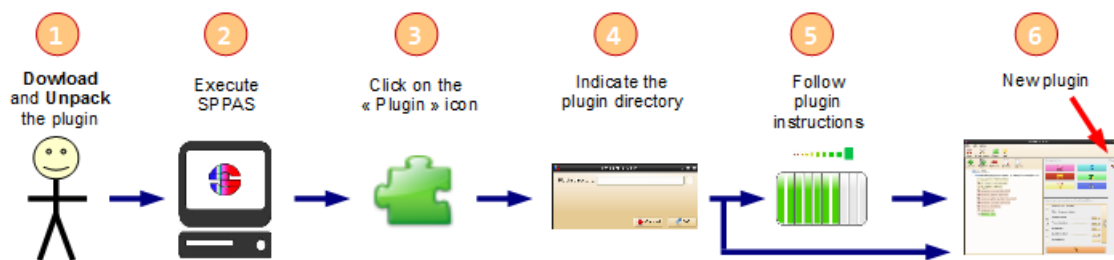 1
Dowload
and Unpack
the plugin
2
Execute
SPPAS
3
Click on the
« Plugin » icon
4
Indicate the
plugin directory
5
Follow
plugin
instructions
6
New plugin